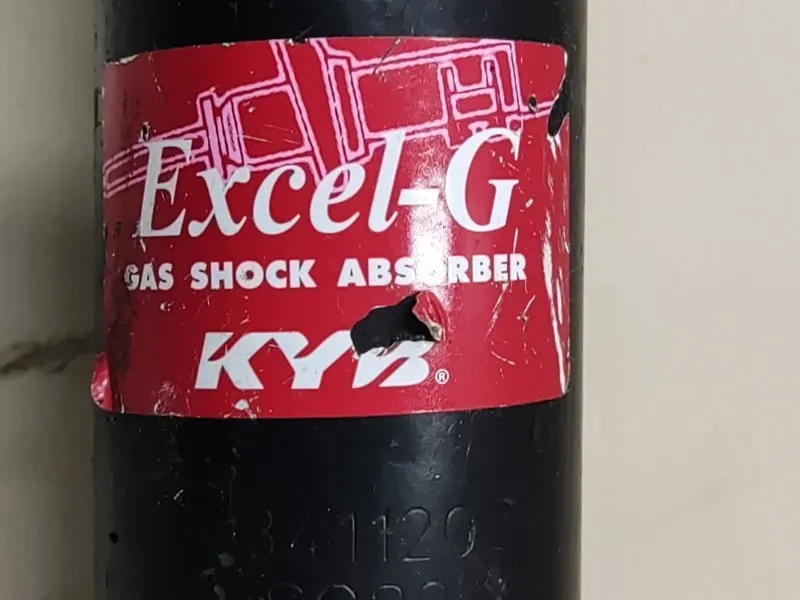 Excel-G
GAS SHOCK ABSORBER
KYB®